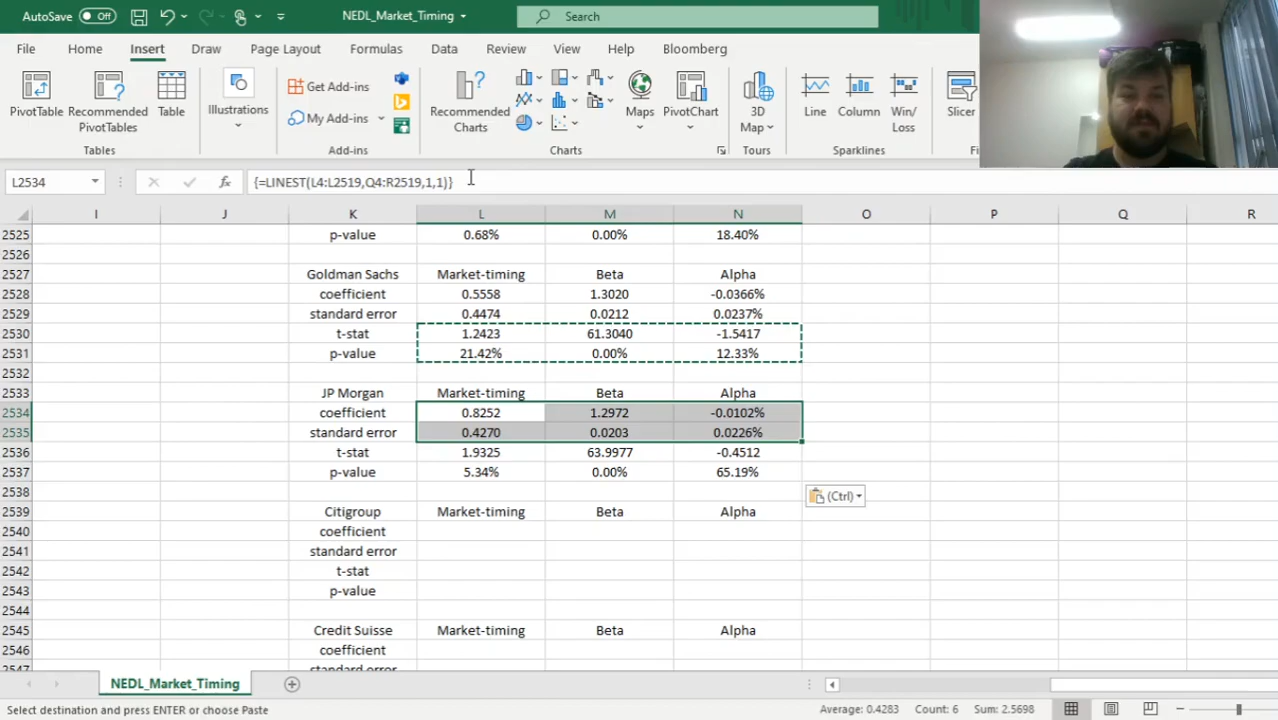 AutoSave Off NEDL_Market_Timing Search
File Home Insert Draw Page Layout Formulas Data Review View Help Bloomberg
PivotTable Recommended PivotTables Table Illustrations Get Add-ins My Add-ins Recommended Charts Maps PivotChart 3D Map Line Column Win/Loss Slicer
Tables Add-ins Charts Tours Sparklines
L2534 fx {=LINEST(L4:L2519,Q4:R2519,1,1)}
I J K L M N O P Q R
2525 p-value 0.68% 0.00% 18.40%
2526
2527 Goldman Sachs Market-timing Beta Alpha
2528 coefficient 0.5558 1.3020 -0.0366%
2529 standard error 0.4474 0.0212 0.0237%
2530 t-stat 1.2423 61.3040 -1.5417
2531 p-value 21.42% 0.00% 12.33%
2532
2533 JP Morgan Market-timing Beta Alpha
2534 coefficient 0.8252 1.2972 -0.0102%
2535 standard error 0.4270 0.0203 0.0226%
2536 t-stat 1.9325 63.9977 -0.4512
2537 p-value 5.34% 0.00% 65.19%
2538 (Ctrl)
2539 Citigroup Market-timing Beta Alpha
2540 coefficient
2541 standard error
2542 t-stat
2543 p-value
2544
2545 Credit Suisse Market-timing Beta Alpha
2546 coefficient
2547 standard error
NEDL_Market_Timing
Select destination and press ENTER or choose Paste Average: 0.4283 Count: 6 Sum: 2.5698